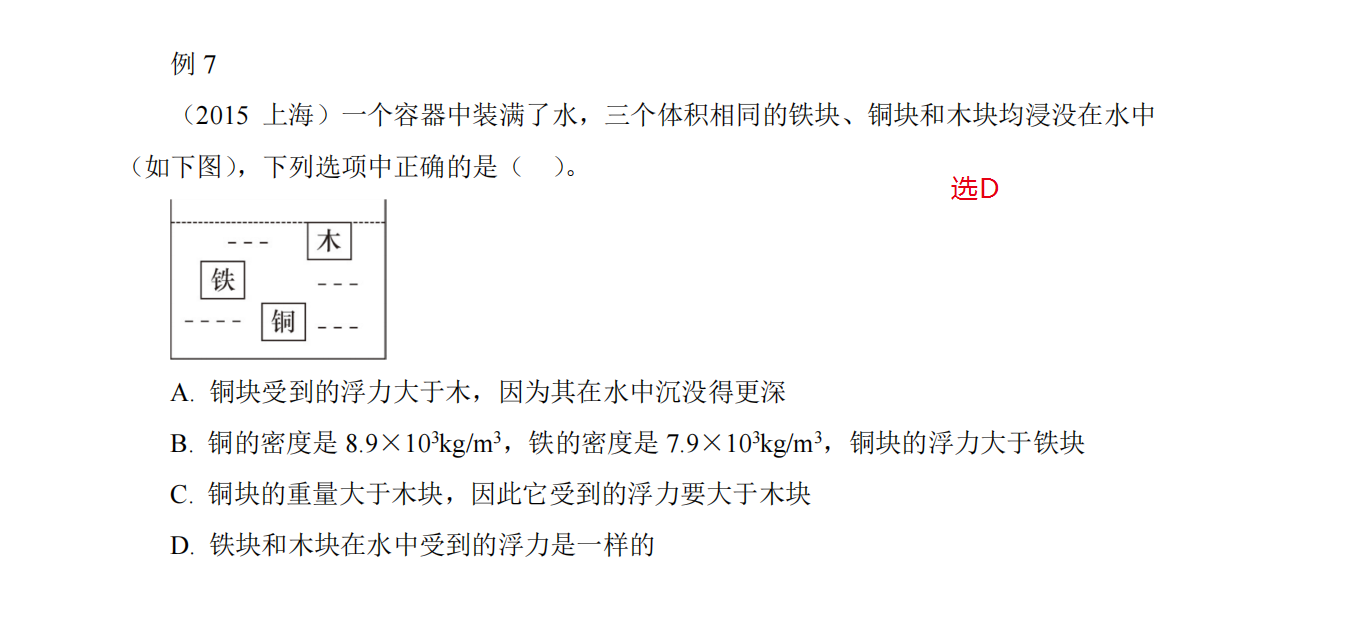 例 7
（2015 上海）一个容器中装满了水，三个体积相同的铁块、铜块和木块均浸没在水中
（如下图），下列选项中正确的是（ ）。
选D
木
铁
铜
A. 铜块受到的浮力大于木，因为其在水中沉没得更深
B. 铜的密度是 8.9×10³kg/m³，铁的密度是 7.9×10³kg/m³，铜块的浮力大于铁块
C. 铜块的重量大于木块，因此它受到的浮力要大于木块
D. 铁块和木块在水中受到的浮力是一样的